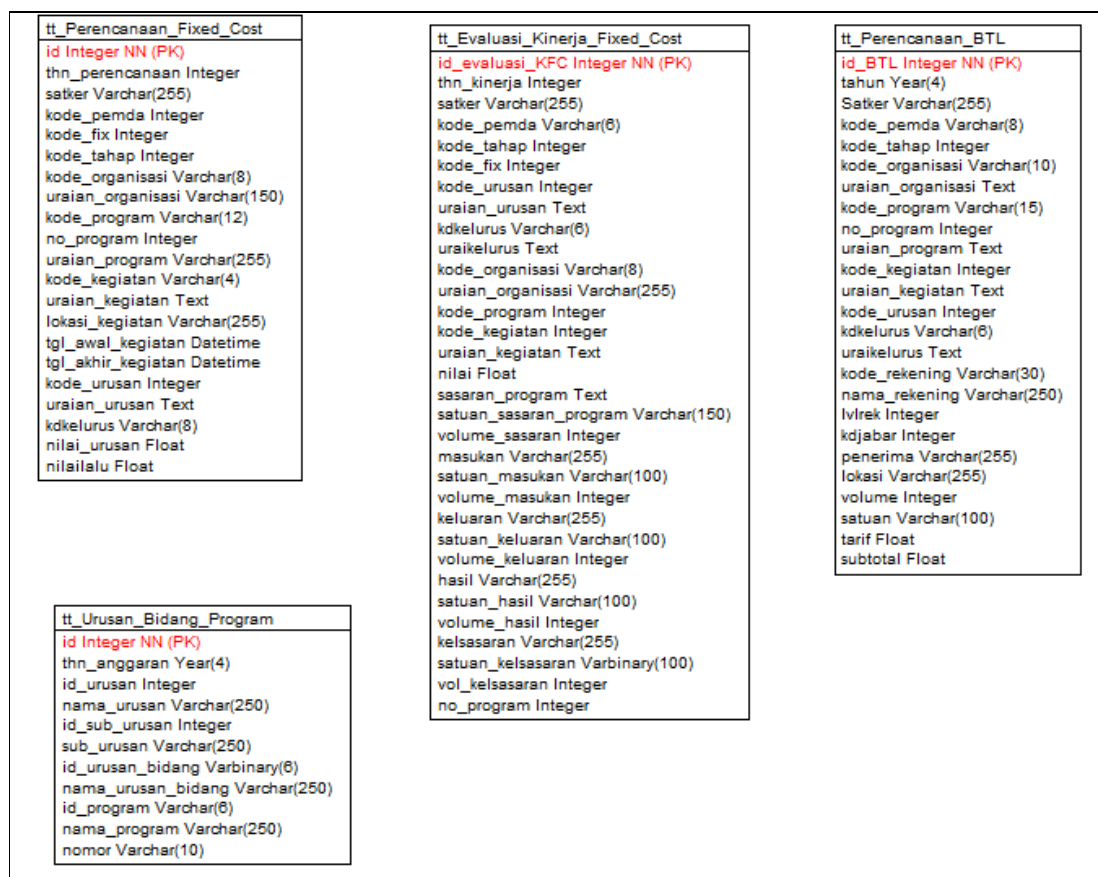 tt_Perencanaan_Fixed_Cost
id Integer NN (PK)
thn_perencanaan Integer
satker Varchar(255)
kode_pemda Integer
kode_fix Integer
kode_tahap Integer
kode_organisasi Varchar(8)
uraian_organisasi Varchar(150)
kode_program Varchar(12)
no_program Integer
uraian_program Varchar(255)
kode_kegiatan Varchar(4)
uraian_kegiatan Text
lokasi_kegiatan Varchar(255)
tgl_awal_kegiatan Datetime
tgl_akhir_kegiatan Datetime
kode_urusan Integer
uraian_urusan Text
kdkelurus Varchar(8)
nilai_urusan Float
nilailalu Float
tt_Evaluasi_Kinerja_Fixed_Cost
id_evaluasi_KFC Integer NN (PK)
thn_kinerja Integer
satker Varchar(255)
kode_pemda Varchar(6)
kode_tahap Integer
kode_fix Integer
kode_urusan Integer
uraian_urusan Text
kdkelurus Varchar(6)
uraikelurus Text
kode_organisasi Varchar(8)
uraian_organisasi Varchar(255)
kode_program Integer
kode_kegiatan Integer
uraian_kegiatan Text
nilai Float
sasaran_program Text
satuan_sasaran_program Varchar(150)
volume_sasaran Integer
masukan Varchar(255)
satuan_masukan Varchar(100)
volume_masukan Integer
keluaran Varchar(255)
satuan_keluaran Varchar(100)
volume_keluaran Integer
hasil Varchar(255)
satuan_hasil Varchar(100)
volume_hasil Integer
kelsasaran Varchar(255)
satuan_kelsasaran Varbinary(100)
vol_kelsasaran Integer
no_program Integer
tt_Perencanaan_BTL
id_BTL Integer NN (PK)
tahun Year(4)
Satker Varchar(255)
kode_pemda Varchar(8)
kode_tahap Integer
kode_organisasi Varchar(10)
uraian_organisasi Text
kode_program Varchar(15)
no_program Integer
uraian_program Text
kode_kegiatan Integer
uraian_kegiatan Text
kode_urusan Integer
kdkelurus Varchar(6)
uraikelurus Text
kode_rekening Varchar(30)
nama_rekening Varchar(250)
lvlrek Integer
kdjabar Integer
penerima Varchar(255)
lokasi Varchar(255)
volume Integer
satuan Varchar(100)
tarif Float
subtotal Float
tt_Urusan_Bidang_Program
id Integer NN (PK)
thn_anggaran Year(4)
id_urusan Integer
nama_urusan Varchar(250)
id_sub_urusan Integer
sub_urusan Varchar(250)
id_urusan_bidang Varbinary(6)
nama_urusan_bidang Varchar(250)
id_program Varchar(6)
nama_program Varchar(250)
nomor Varchar(10)